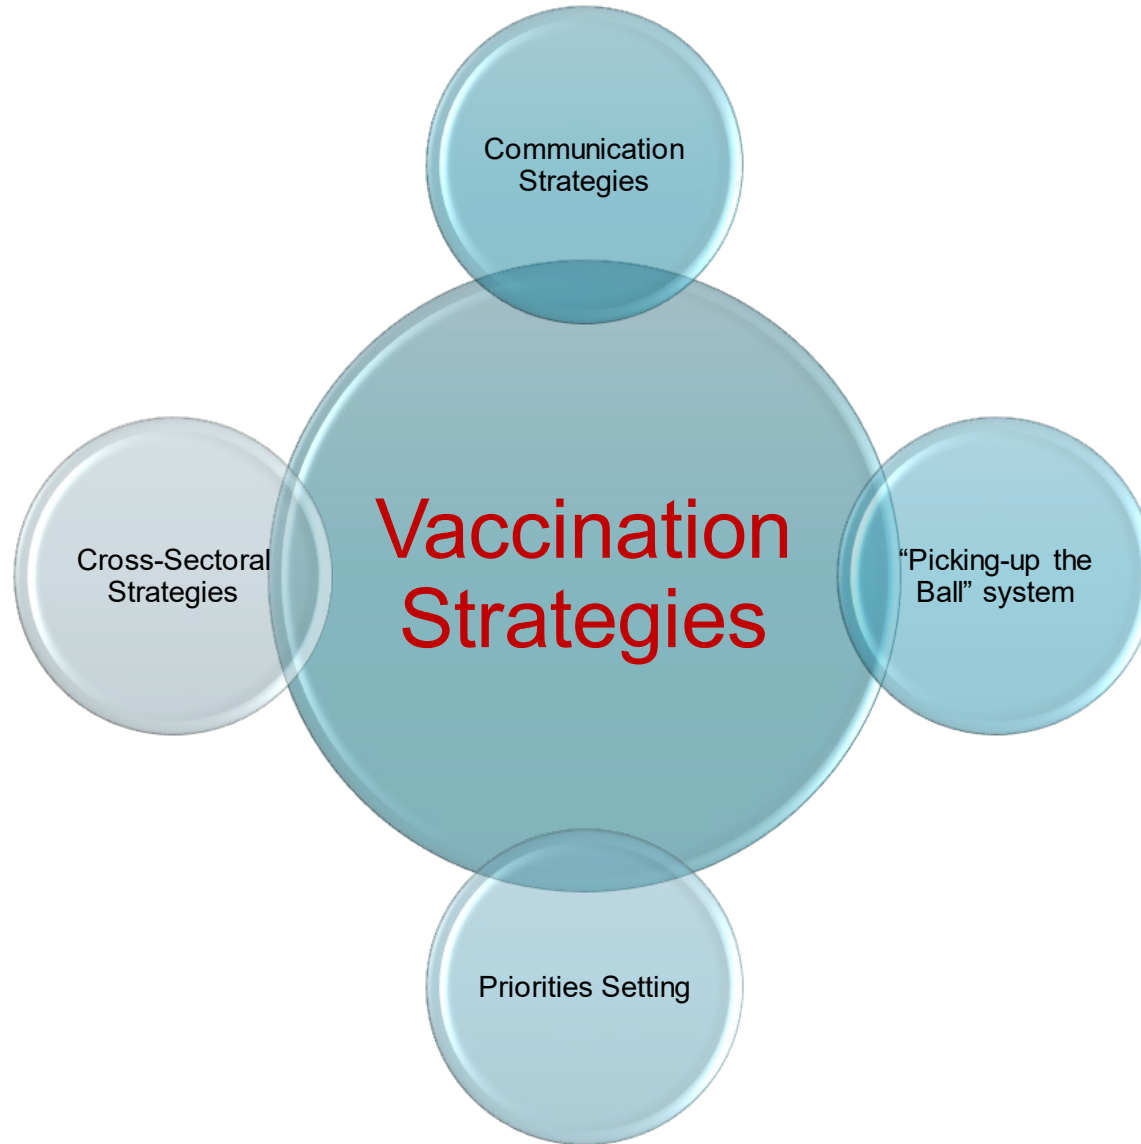 Communication
Strategies
Cross-Sectoral
Strategies
Vaccination
Strategies
“Picking-up the
Ball” system
Priorities Setting